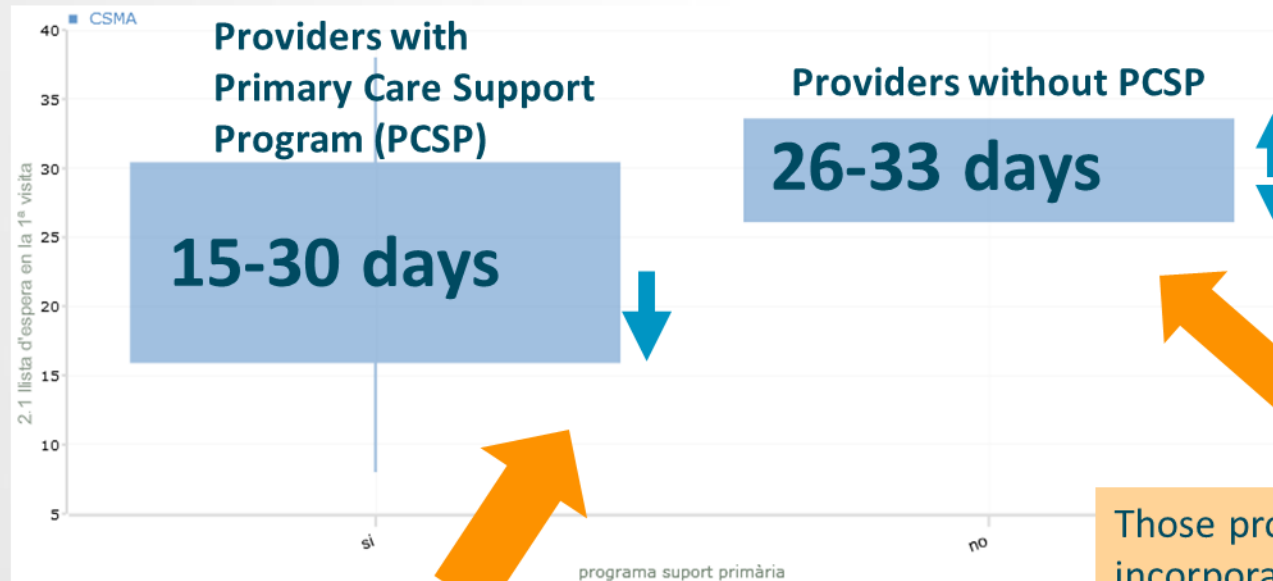 CSMA
Providers with
Primary Care Support
Program (PCSP)
Providers without PCSP
26-33 days
15-30 days
40
35
30
25
20
15
10
5
2.1 llista d'espera en la 1ª visita
si
no
programa suport primària
Those pro
incorpora